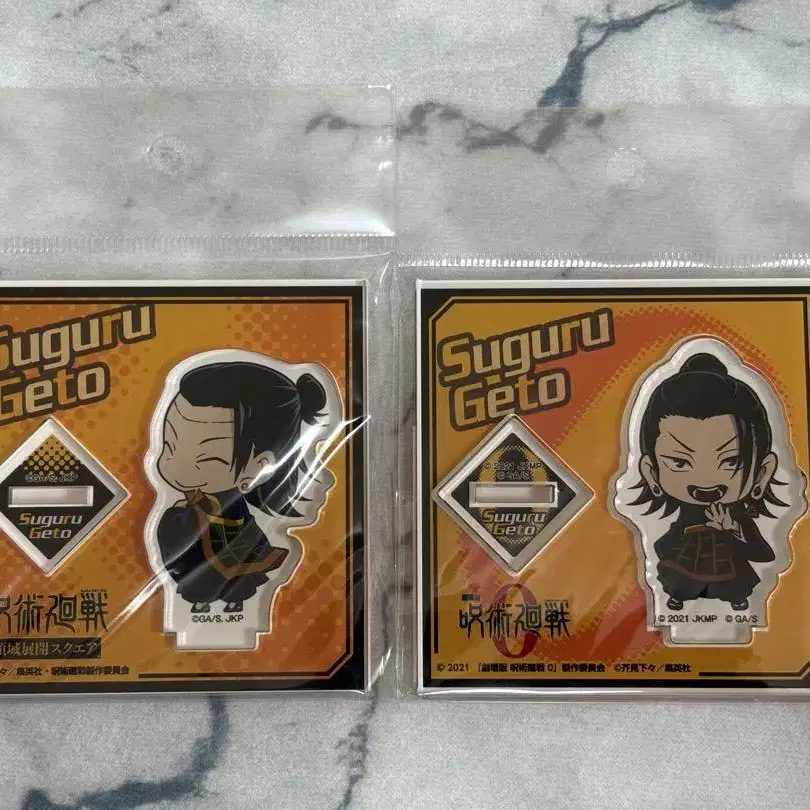 Suguru
Geto
©GA/S. JKP
Suguru
Geto
©GA/S. JKP
呪術廻戦
領域展開スクエア
々／集英社・呪術廻戦製作委員会
Suguru
Geto
© 2021 JKMP
© GA/S
Suguru
Geto
© 2021 JKMP © GA/S
劇場版
呪術廻戦
0
© 2021 「劇場版 呪術廻戦 0」製作委員会 ©芥見下々／集英社